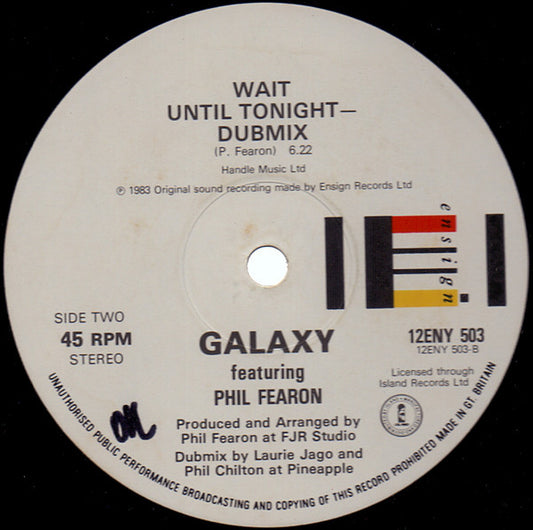 WAIT
UNTIL TONIGHT—
DUBMIX
(P. Fearon) 6.22
Handle Music Ltd
℗ 1983 Original sound recording made by Ensign Records Ltd
ensign.
SIDE TWO
45 RPM
STEREO
GALAXY
featuring
PHIL FEARON
12ENY 503
12ENY 503-B
Licensed through
Island Records Ltd
Produced and Arranged by
Phil Fearon at FJR Studio
Dubmix by Laurie Jago and
Phil Chilton at Pineapple
UNAUTHORISED PUBLIC PERFORMANCE BROADCASTING AND COPYING OF THIS RECORD PROHIBITED MADE IN GT. BRITAIN